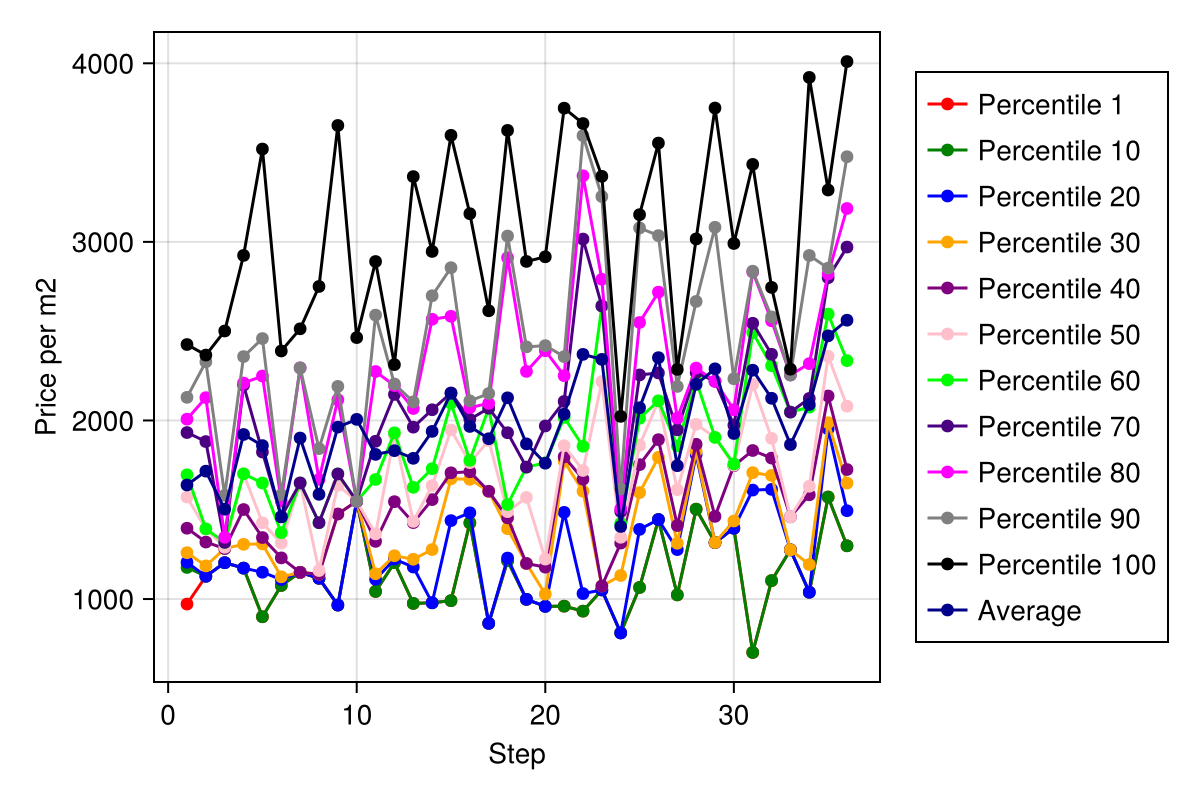 Price per m2
4000
3000
2000
1000
0
10
20
30
Step
Percentile 1
Percentile 10
Percentile 20
Percentile 30
Percentile 40
Percentile 50
Percentile 60
Percentile 70
Percentile 80
Percentile 90
Percentile 100
Average